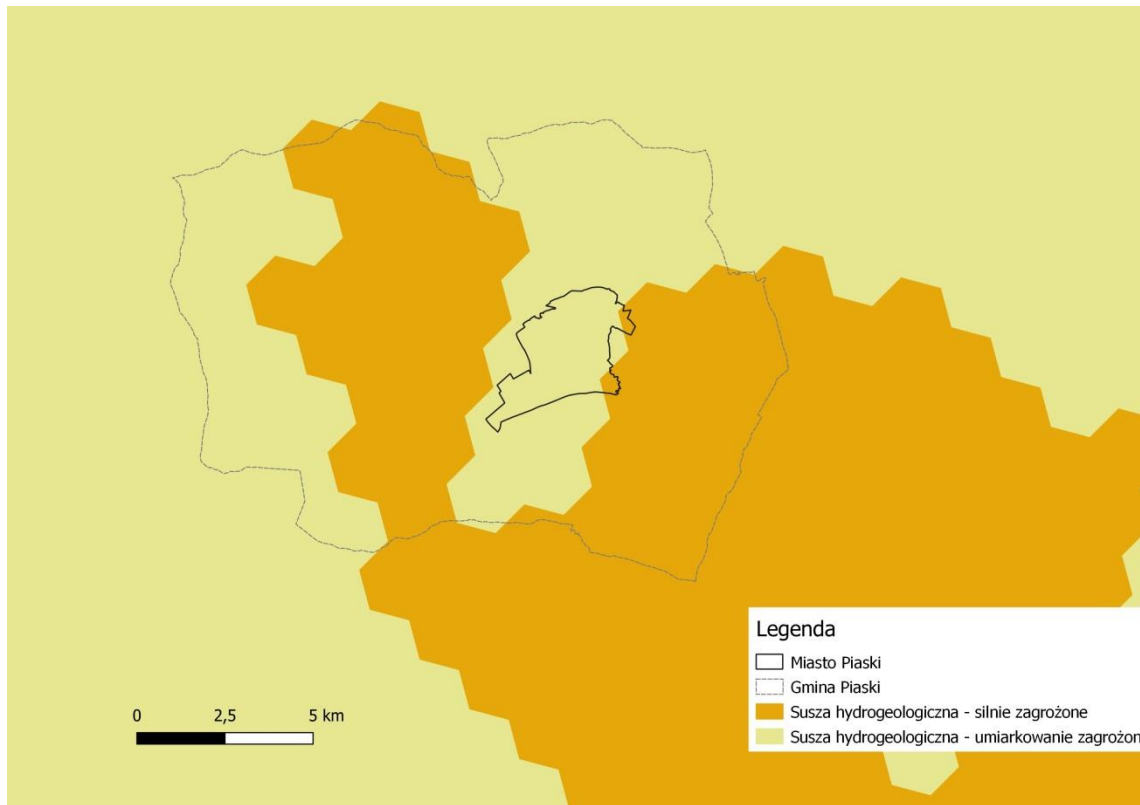 Legenda
Miasto Piaski
Gmina Piaski
Susza hydrogeologiczna - silnie zagrożone
Susza hydrogeologiczna - umiarkowanie zagrożon
0 2,5 5 km